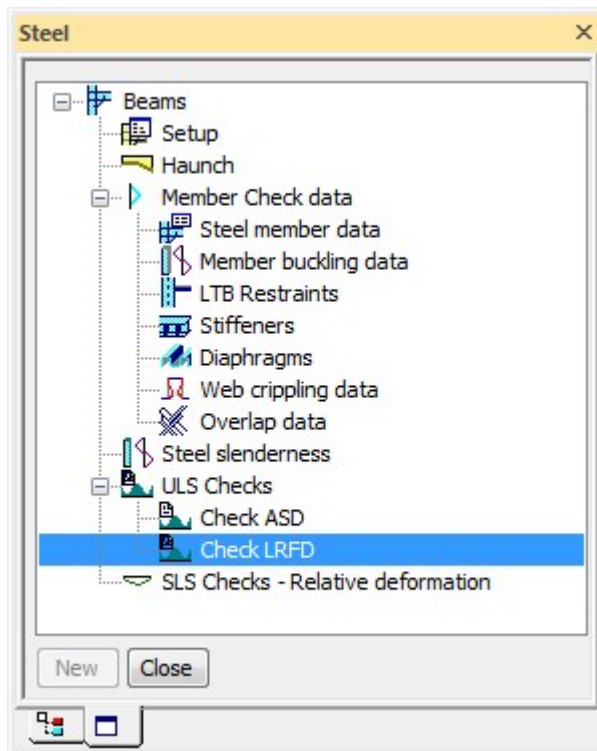 Steel
Beams
Setup
Haunch
Member Check data
Steel member data
Member buckling data
LTB Restraints
Stiffeners
Diaphragms
Web crippling data
Overlap data
Steel slenderness
ULS Checks
Check ASD
Check LRFD
SLS Checks - Relative deformation
New Close